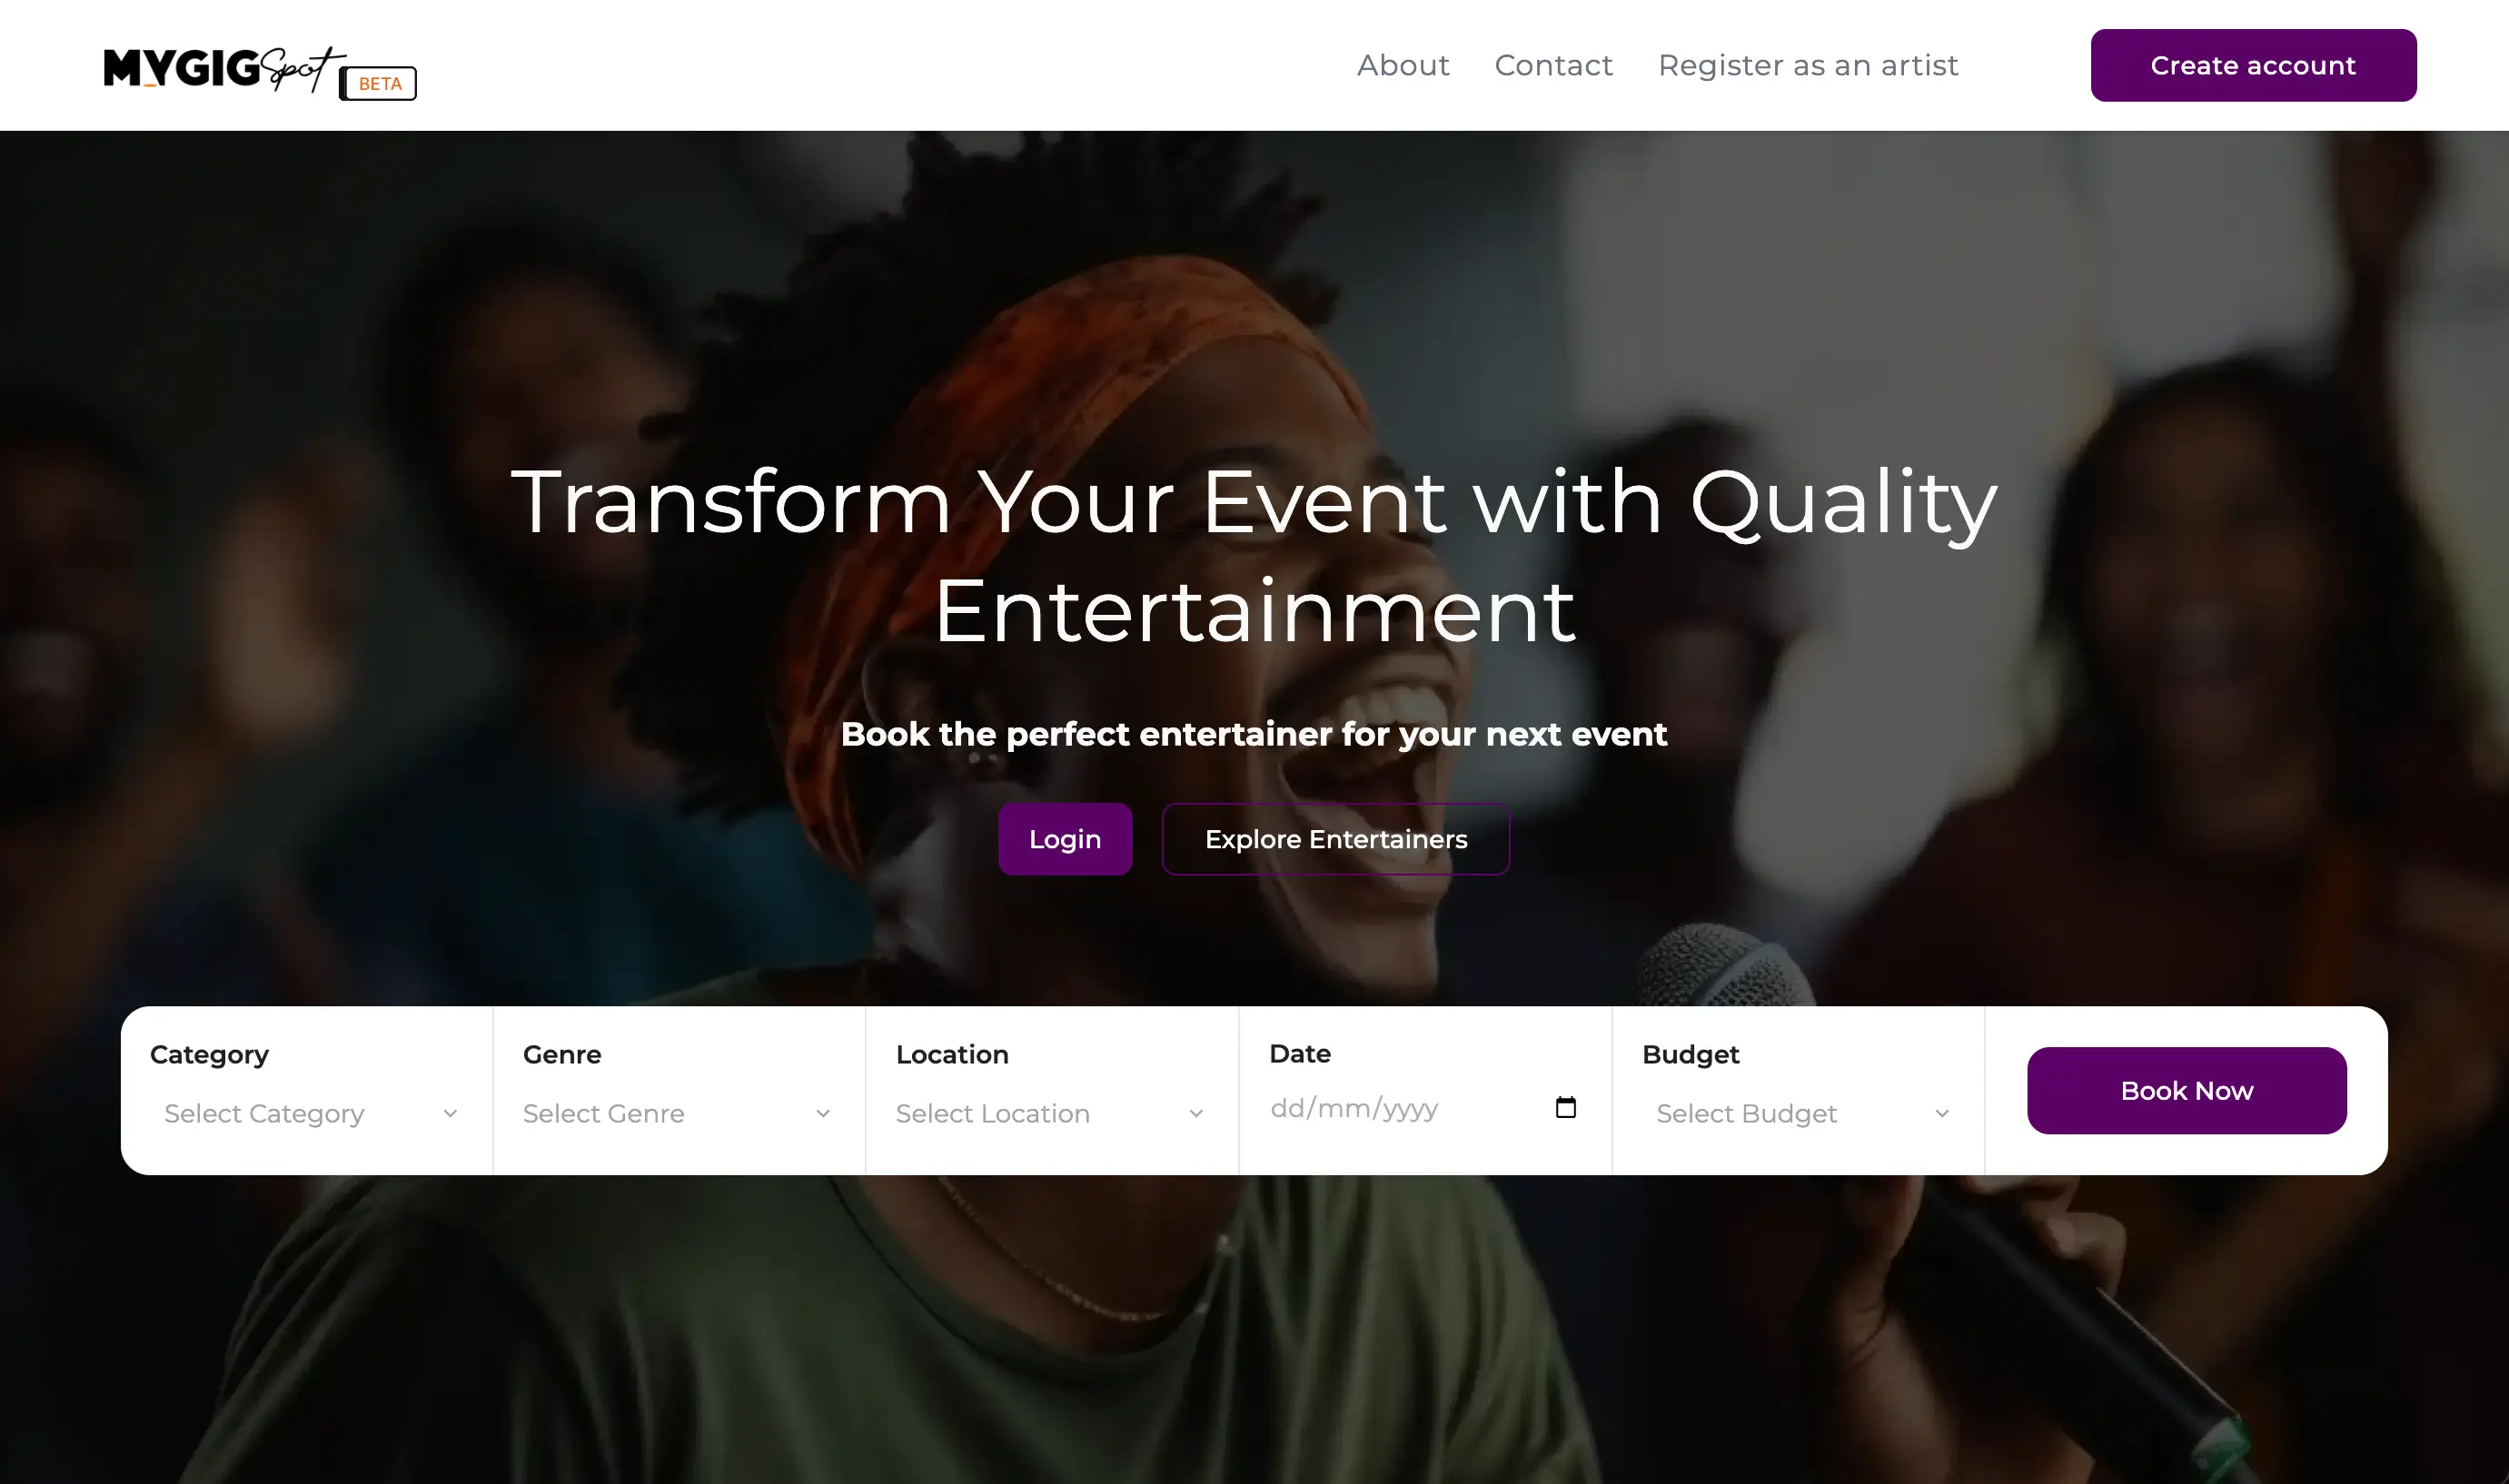 MYGIGSpot BETA
About Contact Register as an artist Create account
Transform Your Event with Quality
Entertainment
Book the perfect entertainer for your next event
Login Explore Entertainers
Category Genre Location Date Budget
Select Category Select Genre Select Location dd/mm/yyyy Select Budget
Book Now